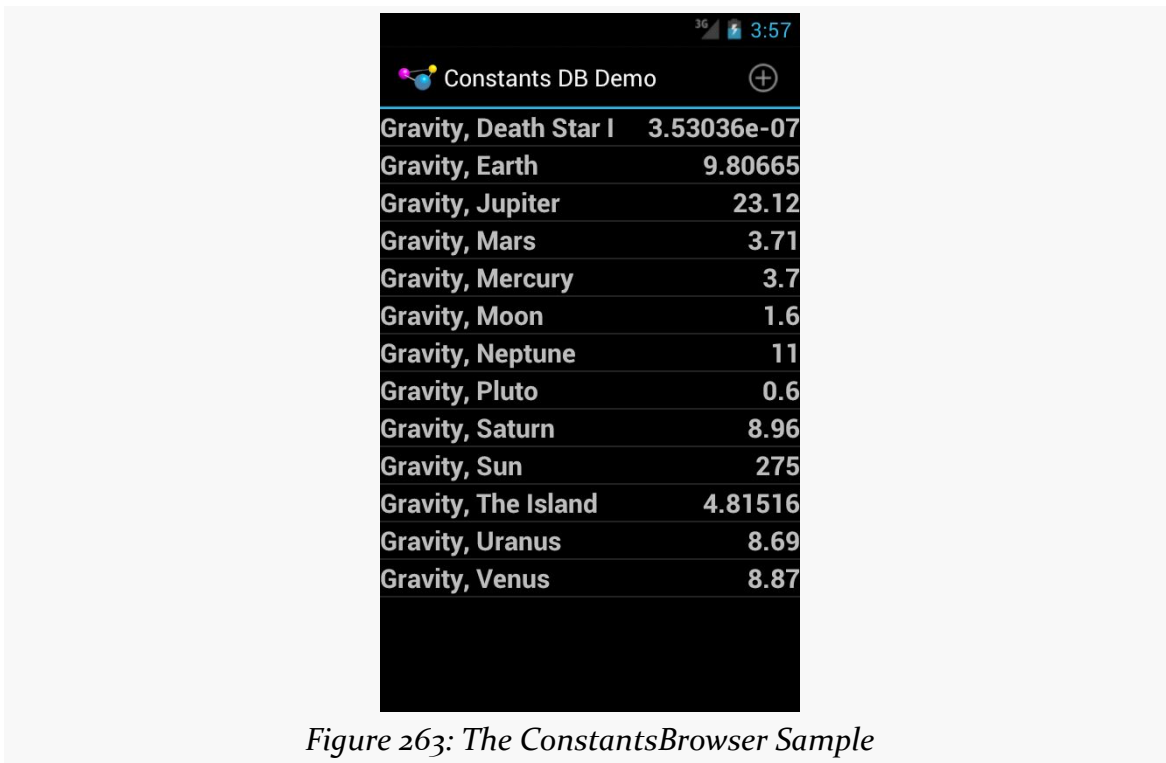 3G 3:57
Constants DB Demo
Gravity, Death Star I 3.53036e-07
Gravity, Earth 9.80665
Gravity, Jupiter 23.12
Gravity, Mars 3.71
Gravity, Mercury 3.7
Gravity, Moon 1.6
Gravity, Neptune 11
Gravity, Pluto 0.6
Gravity, Saturn 8.96
Gravity, Sun 275
Gravity, The Island 4.81516
Gravity, Uranus 8.69
Gravity, Venus 8.87
Figure 263: The ConstantsBrowser Sample